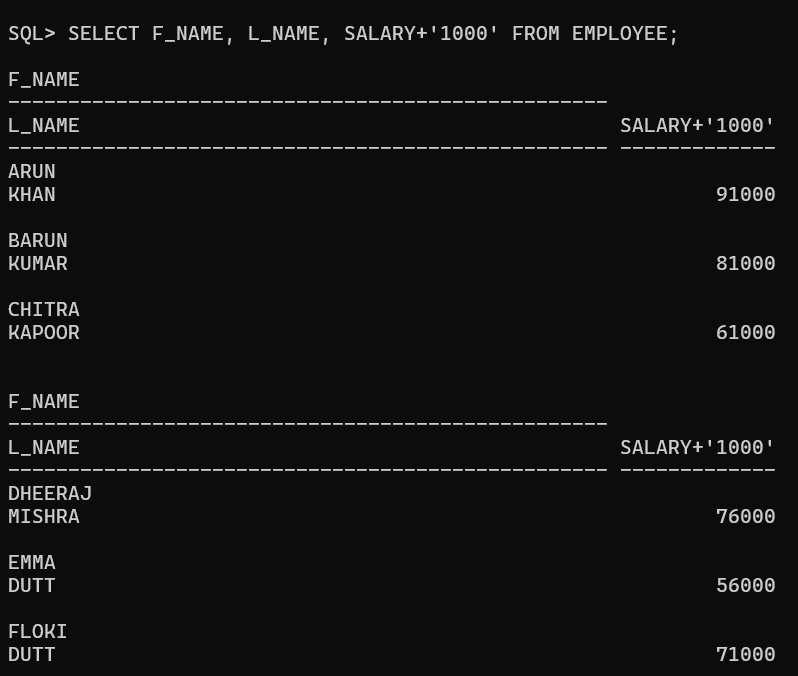 SQL> SELECT F_NAME, L_NAME, SALARY+'1000' FROM EMPLOYEE;
F_NAME
--------------------------------------------------
L_NAME                                             SALARY+'1000'
-------------------------------------------------- -------------
ARUN
KHAN                                                       91000
BARUN
KUMAR                                                      81000
CHITRA
KAPOOR                                                     61000
F_NAME
--------------------------------------------------
L_NAME                                             SALARY+'1000'
-------------------------------------------------- -------------
DHEERAJ
MISHRA                                                     76000
EMMA
DUTT                                                       56000
FLOKI
DUTT                                                       71000